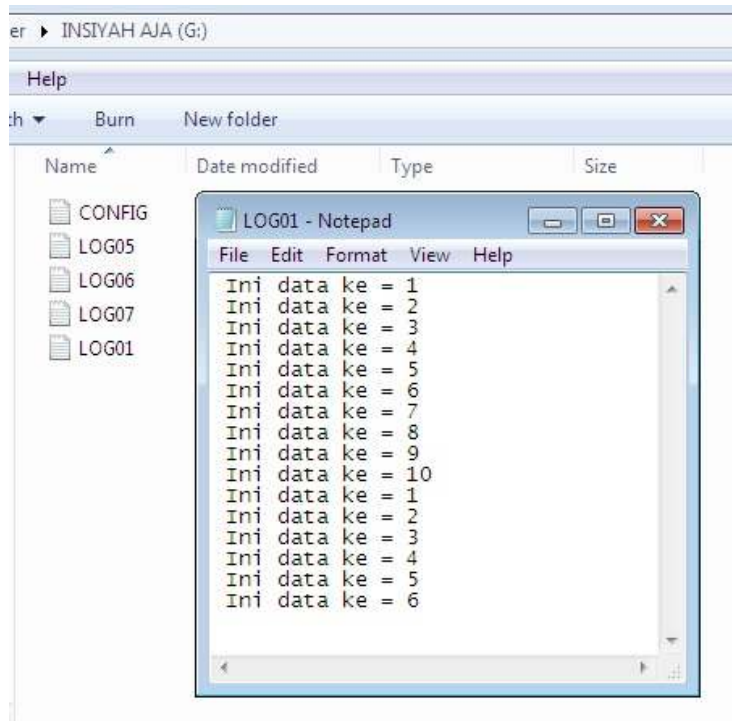 er ▸ INSIYAH AJA (G:)
Help
Burn New folder
Name Date modified Type Size
CONFIG
LOG05
LOG06
LOG07
LOG01
LOG01 - Notepad
File Edit Format View Help
Ini data ke = 1
Ini data ke = 2
Ini data ke = 3
Ini data ke = 4
Ini data ke = 5
Ini data ke = 6
Ini data ke = 7
Ini data ke = 8
Ini data ke = 9
Ini data ke = 10
Ini data ke = 1
Ini data ke = 2
Ini data ke = 3
Ini data ke = 4
Ini data ke = 5
Ini data ke = 6